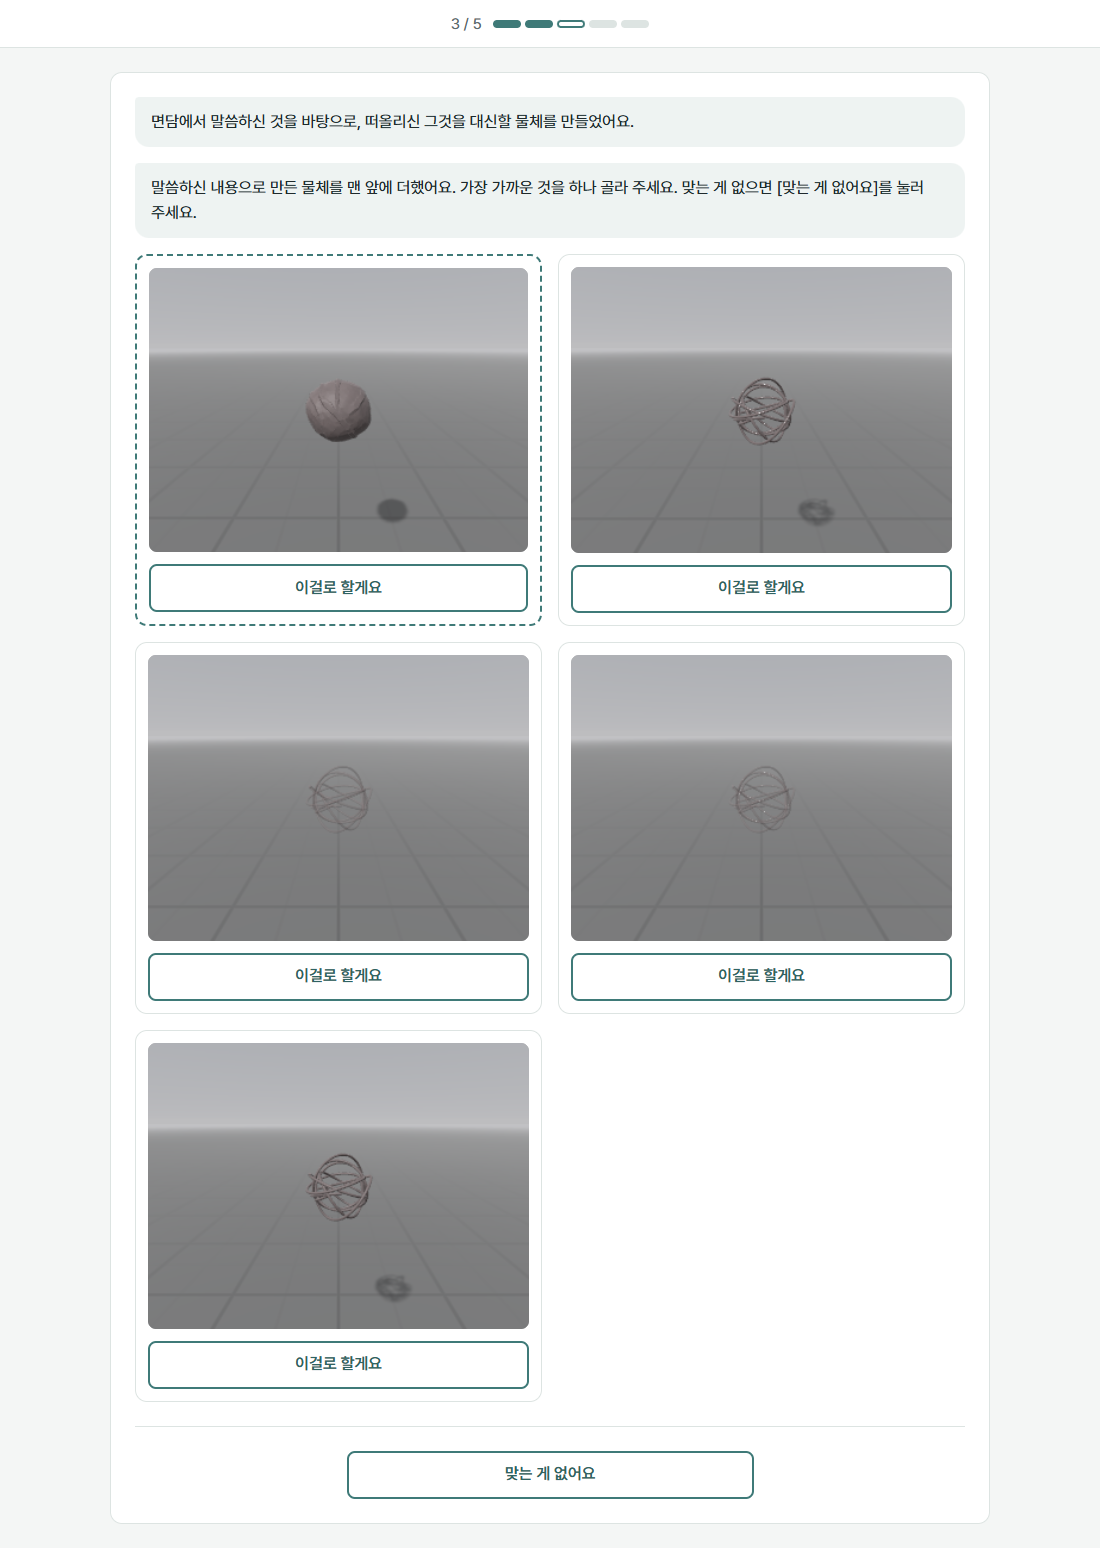 3 / 5
면담에서 말씀하신 것을 바탕으로, 떠올리신 그것을 대신할 물체를 만들었어요.
말씀하신 내용으로 만든 물체를 맨 앞에 더했어요. 가장 가까운 것을 하나 골라 주세요. 맞는 게 없으면 [맞는 게 없어요]를 눌러
주세요.
이걸로 할게요
이걸로 할게요
이걸로 할게요
이걸로 할게요
이걸로 할게요
맞는 게 없어요